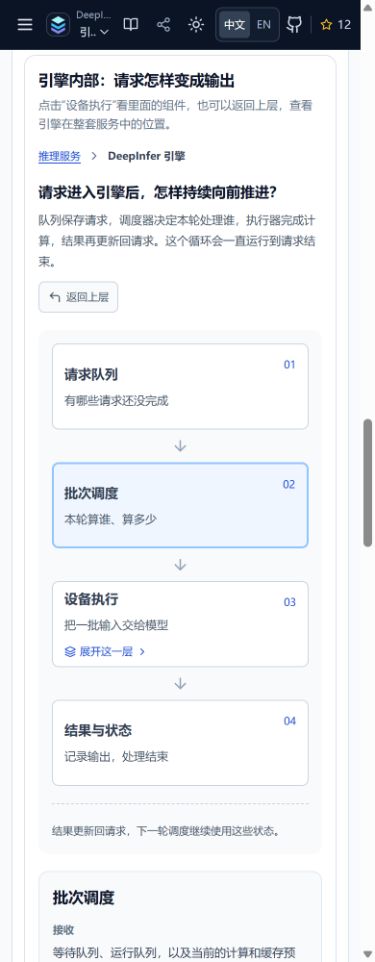 DeepI...
引..
中文
EN
12
引擎内部：请求怎样变成输出
点击“设备执行”看里面的组件，也可以返回上层，查看
引擎在整套服务中的位置。
推理服务 > DeepInfer 引擎
请求进入引擎后，怎样持续向前推进？
队列保存请求，调度器决定本轮处理谁，执行器完成计
算，结果再更新回请求。这个循环会一直运行到请求结
束。
返回上层
01
请求队列
有哪些请求还没完成
02
批次调度
本轮算谁、算多少
03
设备执行
把一批输入交给模型
展开这一层
04
结果与状态
记录输出，处理结束
结果更新回请求，下一轮调度继续使用这些状态。
批次调度
接收
等待队列、运行队列，以及当前的计算和缓存预